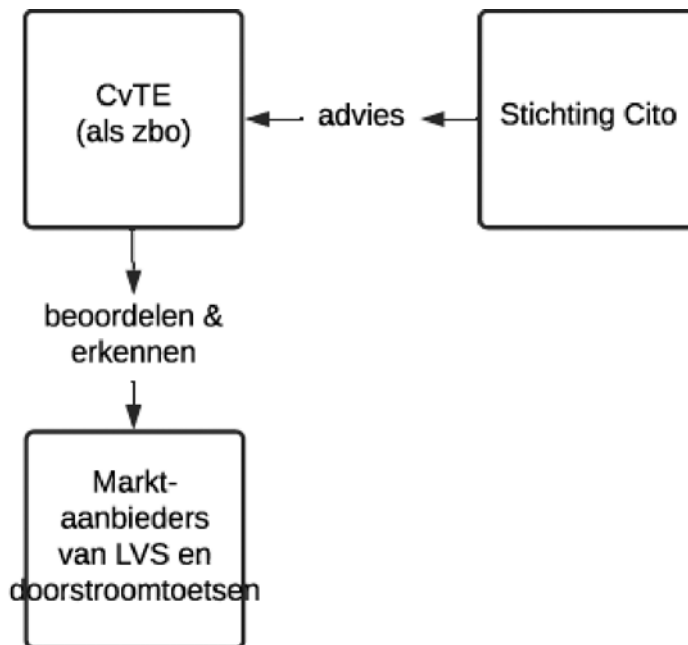 CvTE
(als zbo)
advies
Stichting Cito
beoordelen &
erkennen
Markt-
aanbieders
van LVS en
doorstroomtoetsen